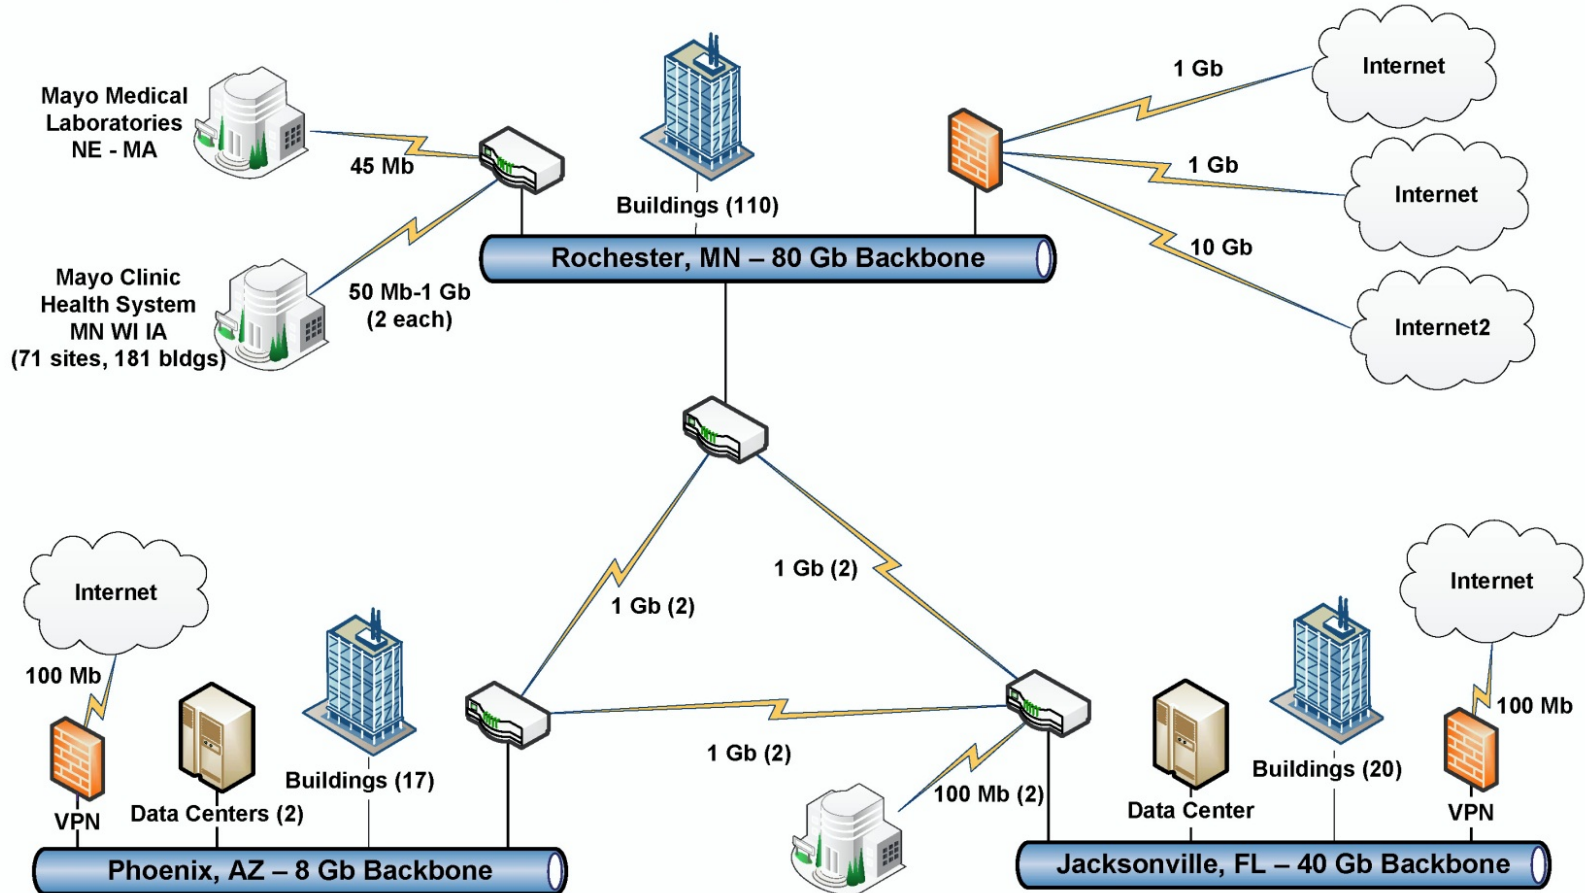 Mayo Medical
Laboratories
NE - MA
45 Mb
Buildings (110)
1 Gb
Internet
1 Gb
Internet
10 Gb
Internet2
Rochester, MN – 80 Gb Backbone
Mayo Clinic
Health System
MN WI IA
(71 sites, 181 bldgs)
50 Mb-1 Gb
(2 each)
1 Gb (2)
1 Gb (2)
1 Gb (2)
Internet
100 Mb
VPN
Data Centers (2)
Buildings (17)
Phoenix, AZ – 8 Gb Backbone
100 Mb (2)
Data Center
Buildings (20)
Internet
100 Mb
VPN
Jacksonville, FL – 40 Gb Backbone